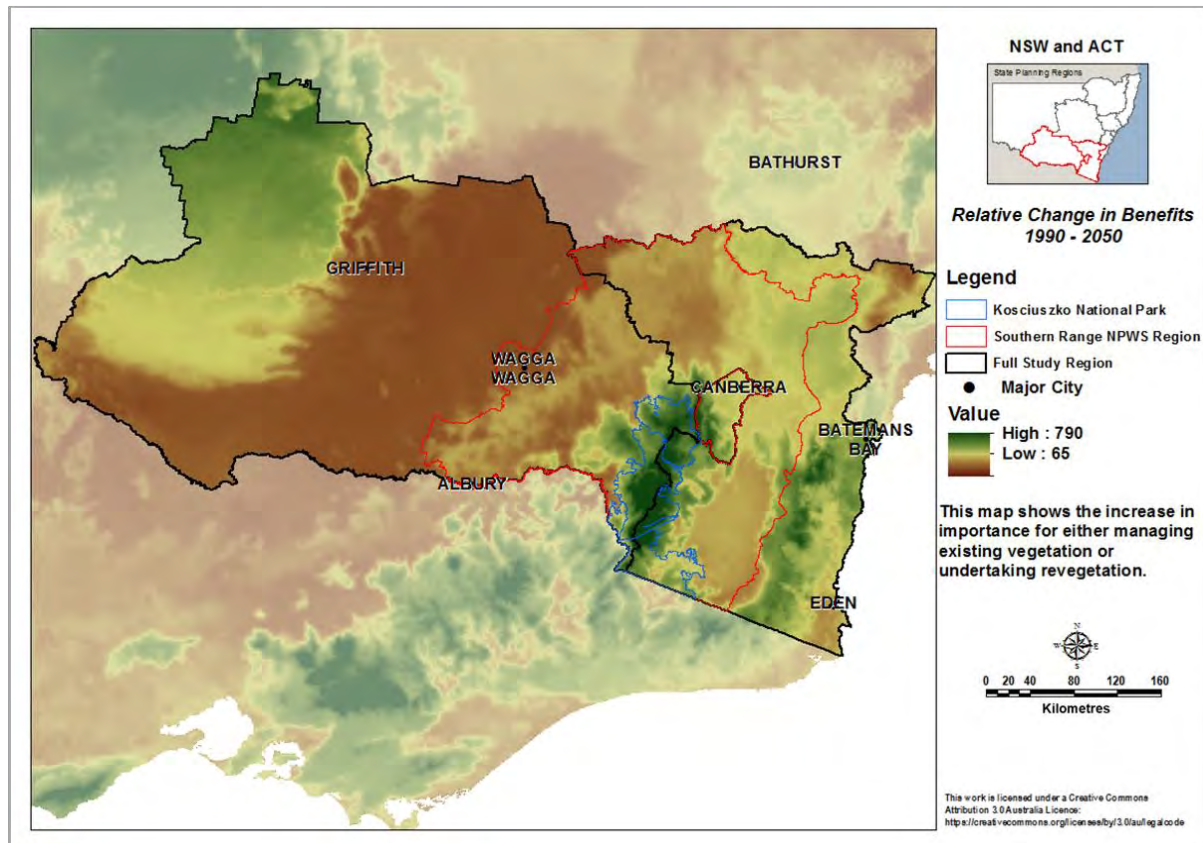 NSW and ACT
State Planning Regions
BATHURST
Relative Change in Benefits
1990 - 2050
GRIFFITH
Legend
Kosciuszko National Park
Southern Range NPWS Region
Full Study Region
Major City
WAGGA
WAGGA
CANBERRA
BATEMANS
BAY
Value
High : 790
Low : 65
ALBURY
This map shows the increase in
importance for either managing
existing vegetation or
undertaking revegetation.
EDEN
N
W
E
S
0 20 40 80 120 160
Kilometres
This work is licensed under a Creative Commons
Attribution 3.0 Australia Licence:
https://creativecommons.org/licenses/by/3.0/au/legalcode